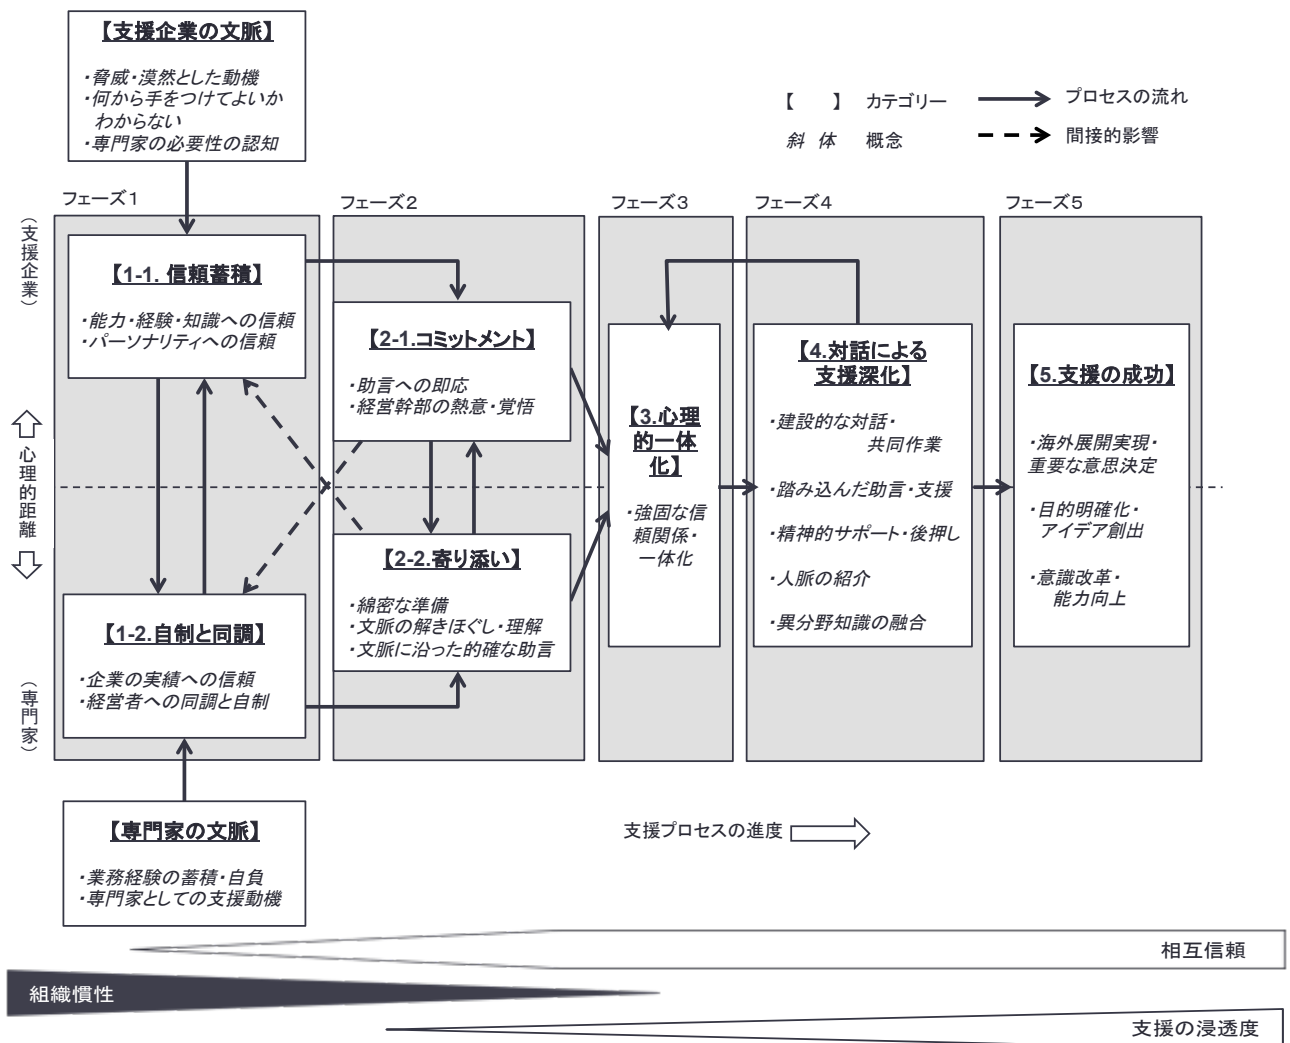 【支援企業の文脈】
・脅威・漠然とした動機
・何から手をつけてよいか
わからない
・専門家の必要性の認知
【　　】 カテゴリー
プロセスの流れ
斜 体 概念
間接的影響
フェーズ1
フェーズ2
フェーズ3
フェーズ4
フェーズ5
（支援企業）
心理的距離
（専門家）
【1-1. 信頼蓄積】
・能力・経験・知識への信頼
・パーソナリティへの信頼
【1-2.自制と同調】
・企業の実績への信頼
・経営者への同調と自制
【2-1.コミットメント】
・助言への即応
・経営幹部の熱意・覚悟
【2-2.寄り添い】
・綿密な準備
・文脈の解きほぐし・理解
・文脈に沿った的確な助言
【3.心理
的一体
化】
・強固な信
頼関係・
一体化
【4.対話による
支援深化】
・建設的な対話・
共同作業
・踏み込んだ助言・支援
・精神的サポート・後押し
・人脈の紹介
・異分野知識の融合
【5.支援の成功】
・海外展開実現・
重要な意思決定
・目的明確化・
アイデア創出
・意識改革・
能力向上
【専門家の文脈】
・業務経験の蓄積・自負
・専門家としての支援動機
支援プロセスの進度
相互信頼
組織慣性
支援の浸透度